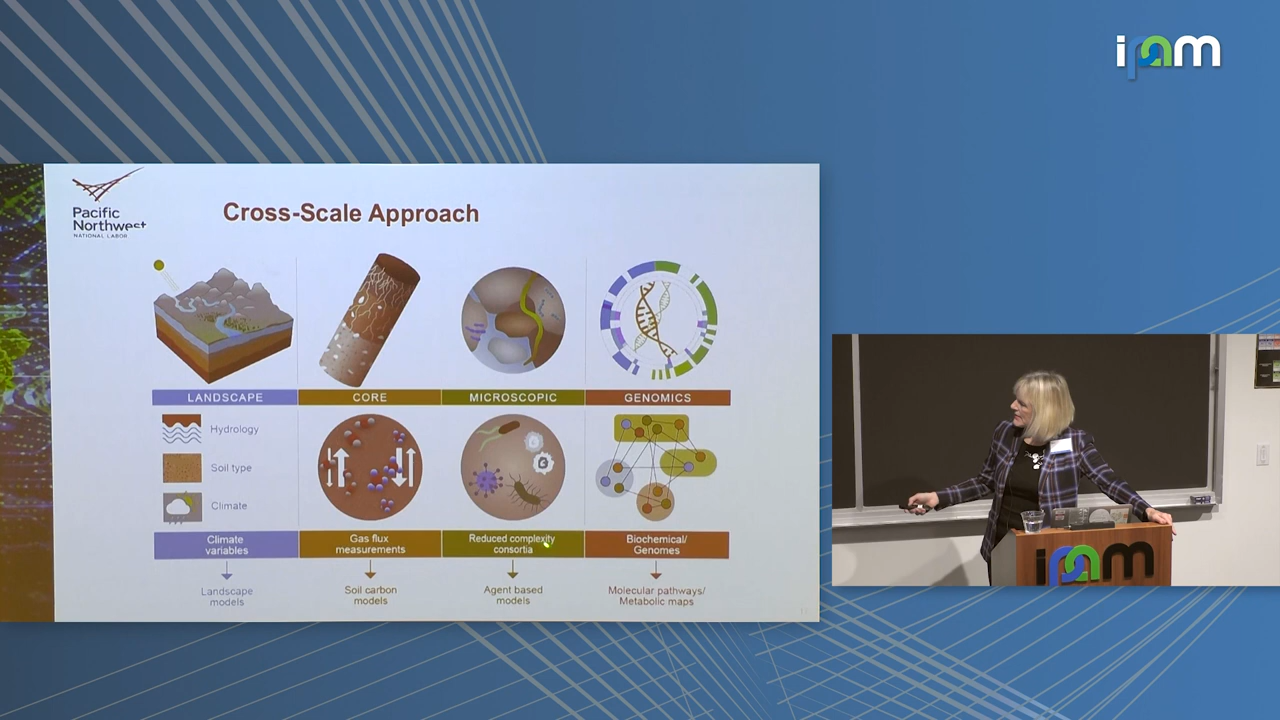 ipam
Pacific
Northwest
NATIONAL LABOR
Cross-Scale Approach
LANDSCAPE
CORE
MICROSCOPIC
GENOMICS
Hydrology
Soil type
Climate
Climate
variables
Gas flux
measurements
Reduced complexity
consortia
Biochemical/
Genomes
Landscape
models
Soil carbon
models
Agent based
models
Molecular pathways/
Metabolic maps
ipam